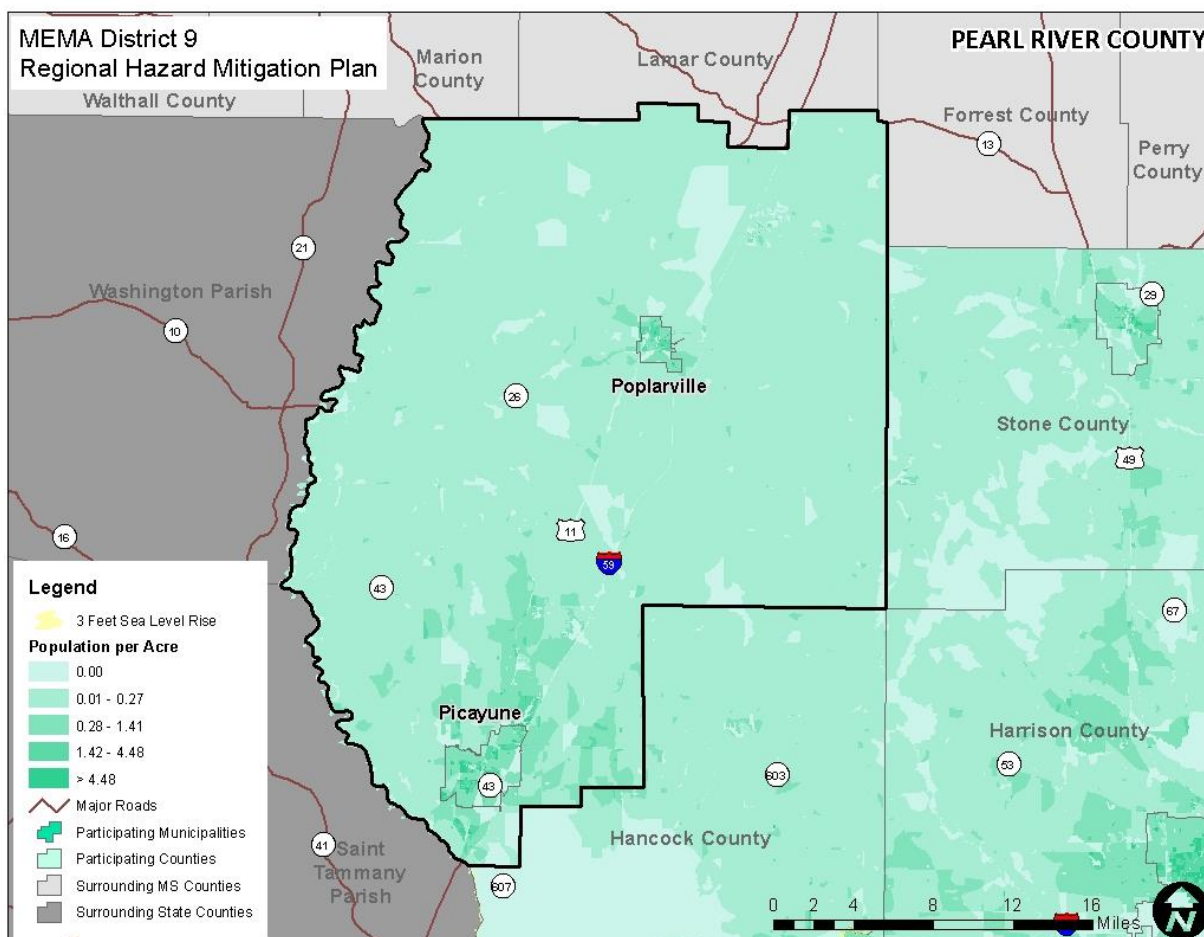 MEMA District 9
Regional Hazard Mitigation Plan
PEARL RIVER COUNTY
Marion
County
Lamar County
Walthall County
Forrest County
13
Perry
County
21
Washington Parish
10
29
Poplarville
26
Stone County
49
11
16
59
43
67
Legend
3 Feet Sea Level Rise
Population per Acre
0.00
0.01 - 0.27
0.28 - 1.41
1.42 - 4.48
> 4.48
Major Roads
Participating Municipalities
Participating Counties
Surrounding MS Counties
Surrounding State Counties
Picayune
43
Harrison County
53
603
Hancock County
41
Saint
Tammany
Parish
607
0 2 4 8 12 16
Miles
N